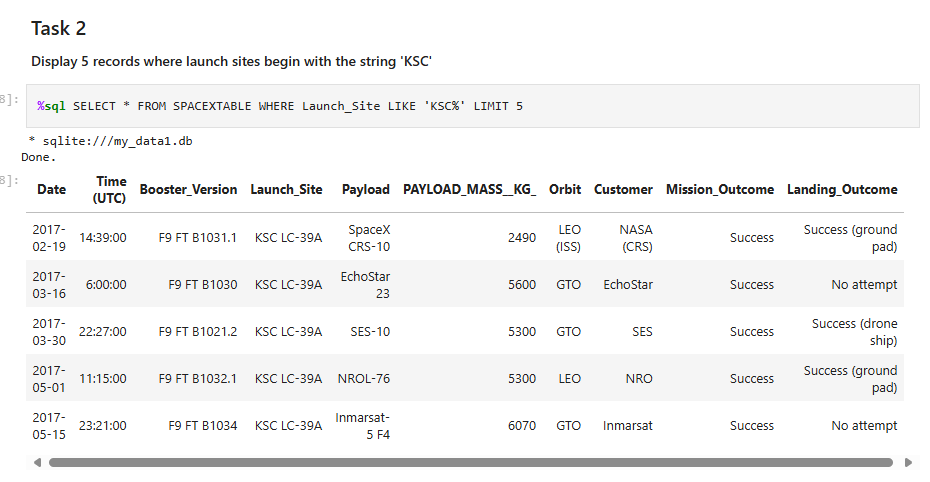 Task 2
Display 5 records where launch sites begin with the string 'KSC'
8]:
%sql SELECT * FROM SPACEXTABLE WHERE Launch_Site LIKE 'KSC%' LIMIT 5
* sqlite:///my_data1.db
Done.
8]:
Date Time (UTC) Booster_Version Launch_Site Payload PAYLOAD_MASS__KG_ Orbit Customer Mission_Outcome Landing_Outcome
2017-02-19 14:39:00 F9 FT B1031.1 KSC LC-39A SpaceX CRS-10 2490 LEO (ISS) NASA (CRS) Success Success (ground pad)
2017-03-16 6:00:00 F9 FT B1030 KSC LC-39A EchoStar 23 5600 GTO EchoStar Success No attempt
2017-03-30 22:27:00 F9 FT B1021.2 KSC LC-39A SES-10 5300 GTO SES Success Success (drone ship)
2017-05-01 11:15:00 F9 FT B1032.1 KSC LC-39A NROL-76 5300 LEO NRO Success Success (ground pad)
2017-05-15 23:21:00 F9 FT B1034 KSC LC-39A Inmarsat-5 F4 6070 GTO Inmarsat Success No attempt